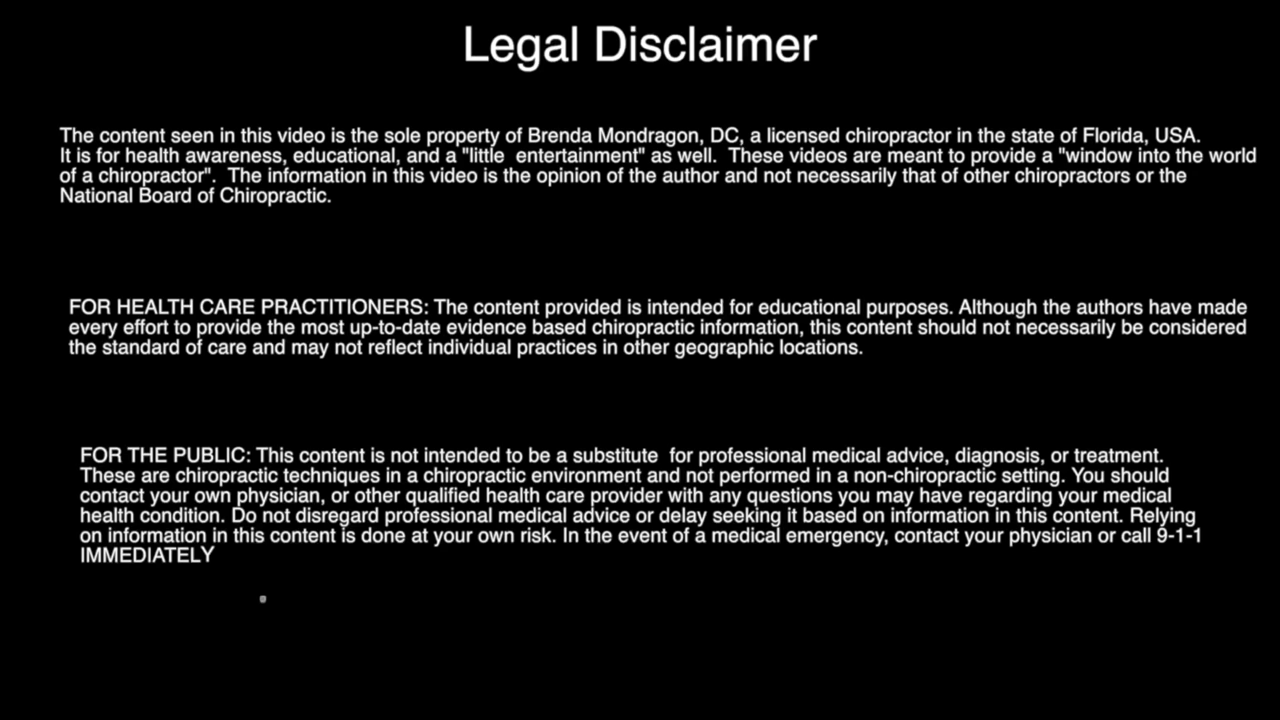 Legal Disclaimer
The content seen in this video is the sole property of Brenda Mondragon, DC, a licensed chiropractor in the state of Florida, USA.
It is for health awareness, educational, and a "little  entertainment" as well.  These videos are meant to provide a "window into the world
of a chiropractor".  The information in this video is the opinion of the author and not necessarily that of other chiropractors or the
National Board of Chiropractic.
FOR HEALTH CARE PRACTITIONERS: The content provided is intended for educational purposes. Although the authors have made
every effort to provide the most up-to-date evidence based chiropractic information, this content should not necessarily be considered
the standard of care and may not reflect individual practices in other geographic locations.
FOR THE PUBLIC: This content is not intended to be a substitute  for professional medical advice, diagnosis, or treatment.
These are chiropractic techniques in a chiropractic environment and not performed in a non-chiropractic setting. You should
contact your own physician, or other qualified health care provider with any questions you may have regarding your medical
health condition. Do not disregard professional medical advice or delay seeking it based on information in this content. Relying
on information in this content is done at your own risk. In the event of a medical emergency, contact your physician or call 9-1-1
IMMEDIATELY